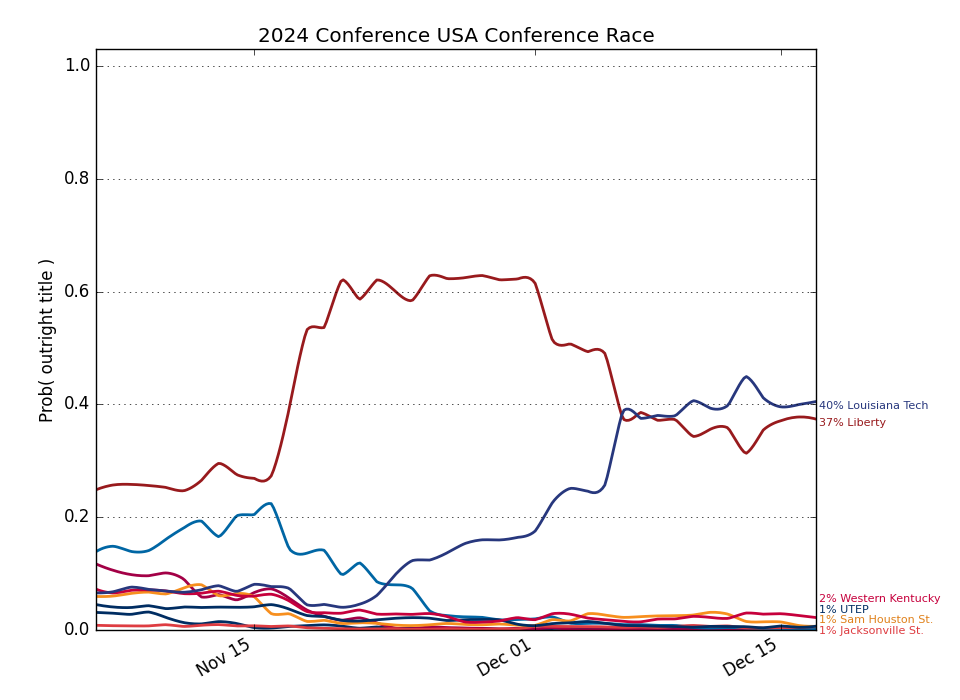 2024 Conference USA Conference Race
Prob( outright title )
1.0
0.8
0.6
0.4
0.2
0.0
40% Louisiana Tech
37% Liberty
2% Western Kentucky
1% UTEP
1% Sam Houston St.
1% Jacksonville St.
Nov 15
Dec 01
Dec 15